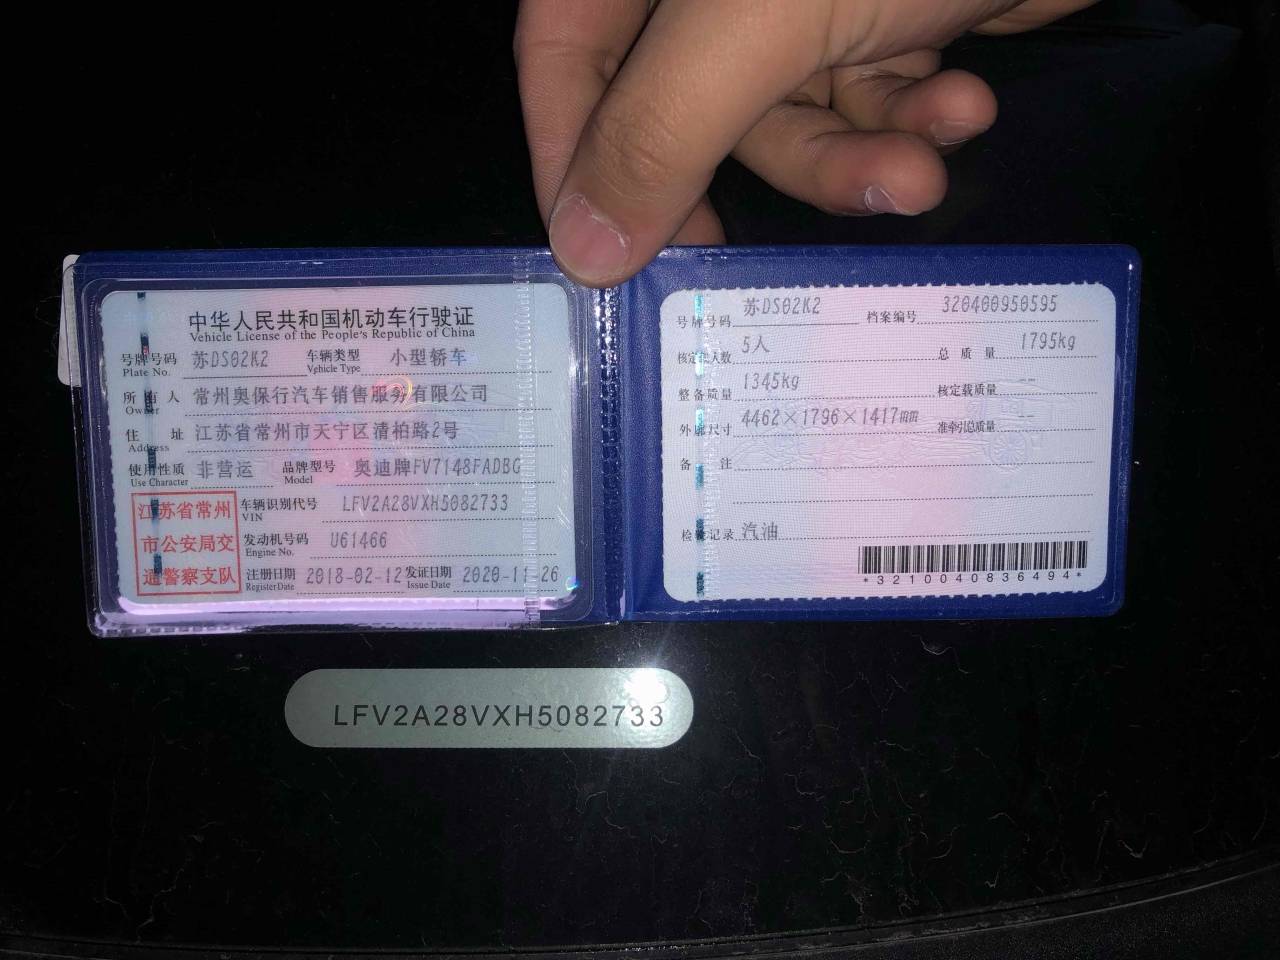 中华人民共和国机动车行驶证
Vehicle License of the People's Republic of China
号牌号码 苏DS02K2 车辆类型 小型轿车
Plate No. Vehicle Type
所有人 常州奥保行汽车销售服务有限公司
Owner
住址 江苏省常州市天宁区清柏路2号
Address
使用性质 非营运 品牌型号 奥迪牌FV7148FADBG
Use Character Model
江苏省常州
市公安局交
通警察支队
车辆识别代号 LFV2A28VXH5082733
VIN
发动机号码 U61466
Engine No.
注册日期 2018-02-12 发证日期 2020-11-26
Register Date Issue Date
号牌号码 苏DS02K2 档案编号 320400950595
核定载人数 5人 总质量 1795kg
整备质量 1345kg 核定载质量 --
外廓尺寸 4462×1796×1417mm 准牵引总质量 --
备注
检验记录 汽油
*3210040836494*
LFV2A28VXH5082733